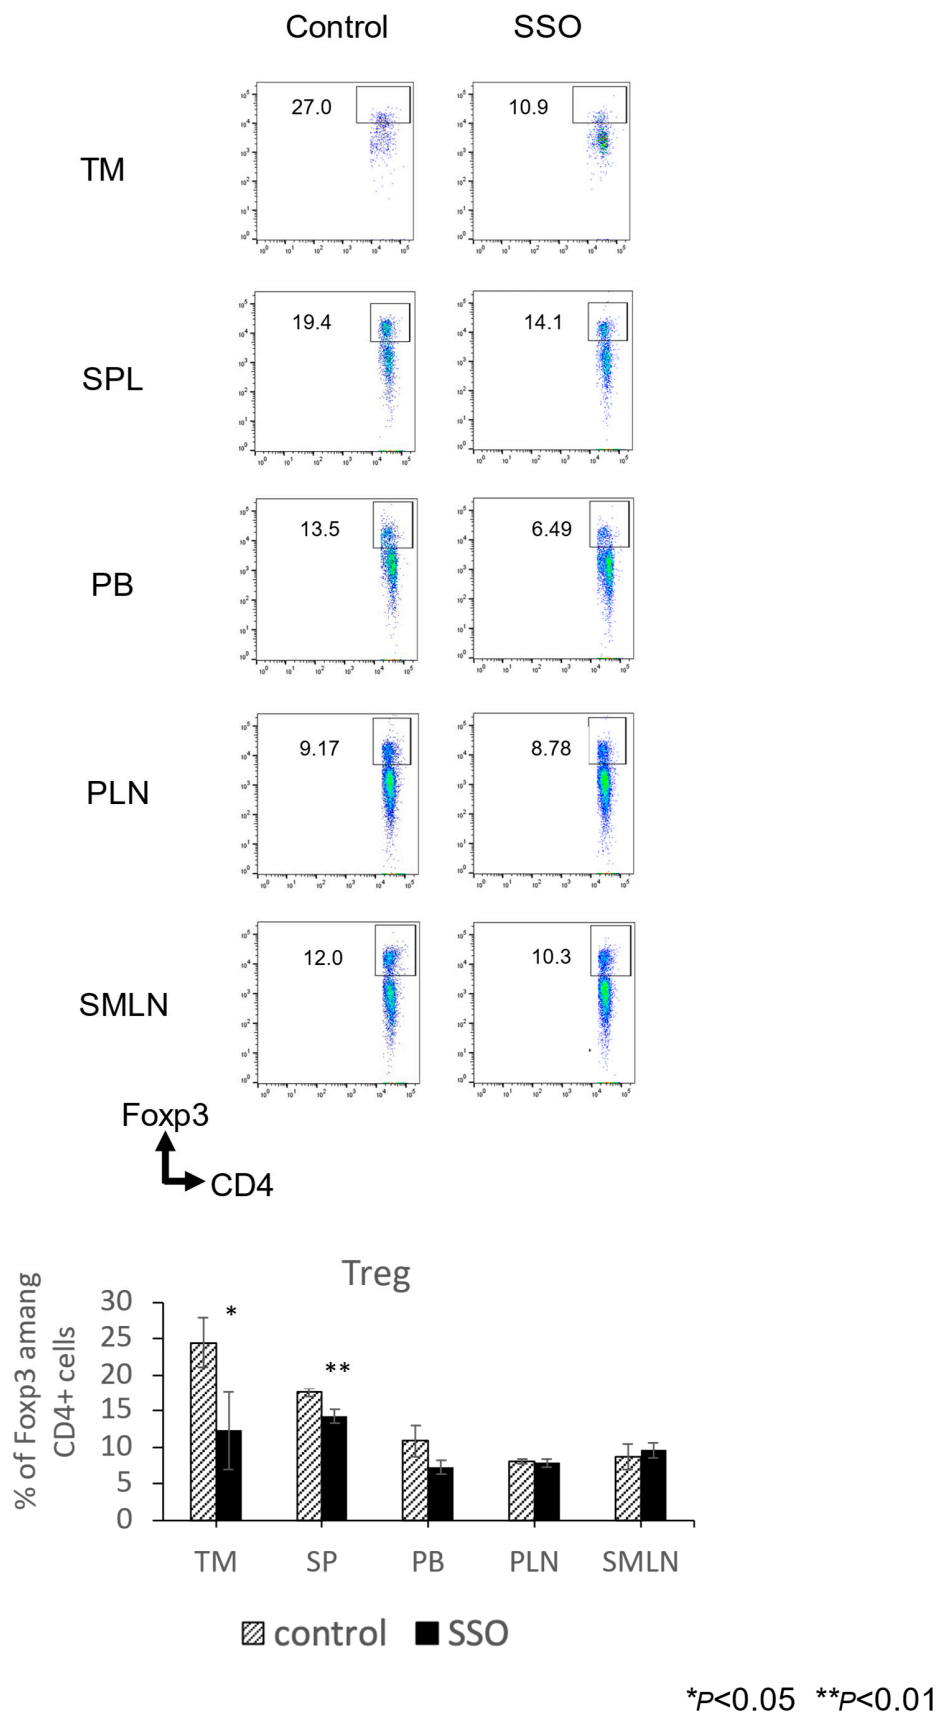 Control SSO
TM
27.0 10.9
SPL
19.4 14.1
PB
13.5 6.49
PLN
9.17 8.78
SMLN
12.0 10.3
Foxp3
CD4
Treg
% of Foxp3 amang
CD4+ cells
30
25
20
15
10
5
0
*
**
TM SP PB PLN SMLN
control SSO
*P<0.05 **P<0.01